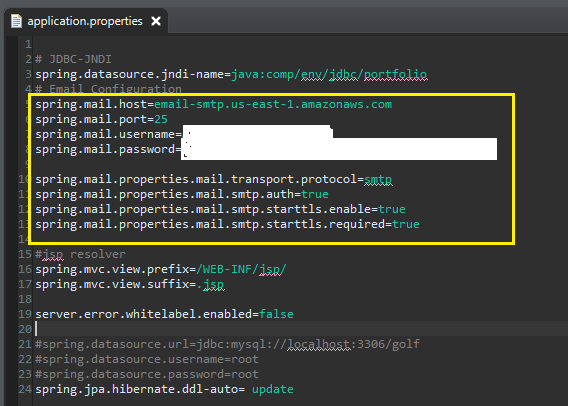 application.properties
1
2 # JDBC-JNDI
3 spring.datasource.jndi-name=java:comp/env/jdbc/portfolio
4 # Email Configuration
5 spring.mail.host=email-smtp.us-east-1.amazonaws.com
6 spring.mail.port=25
7 spring.mail.username=
8 spring.mail.password=
9
10 spring.mail.properties.mail.transport.protocol=smtp
11 spring.mail.properties.mail.smtp.auth=true
12 spring.mail.properties.mail.smtp.starttls.enable=true
13 spring.mail.properties.mail.smtp.starttls.required=true
14
15 #jsp resolver
16 spring.mvc.view.prefix=/WEB-INF/jsp/
17 spring.mvc.view.suffix=.jsp
18
19 server.error.whitelabel.enabled=false
20
21 #spring.datasource.url=jdbc:mysql://localhost:3306/golf
22 #spring.datasource.username=root
23 #spring.datasource.password=root
24 spring.jpa.hibernate.ddl-auto= update